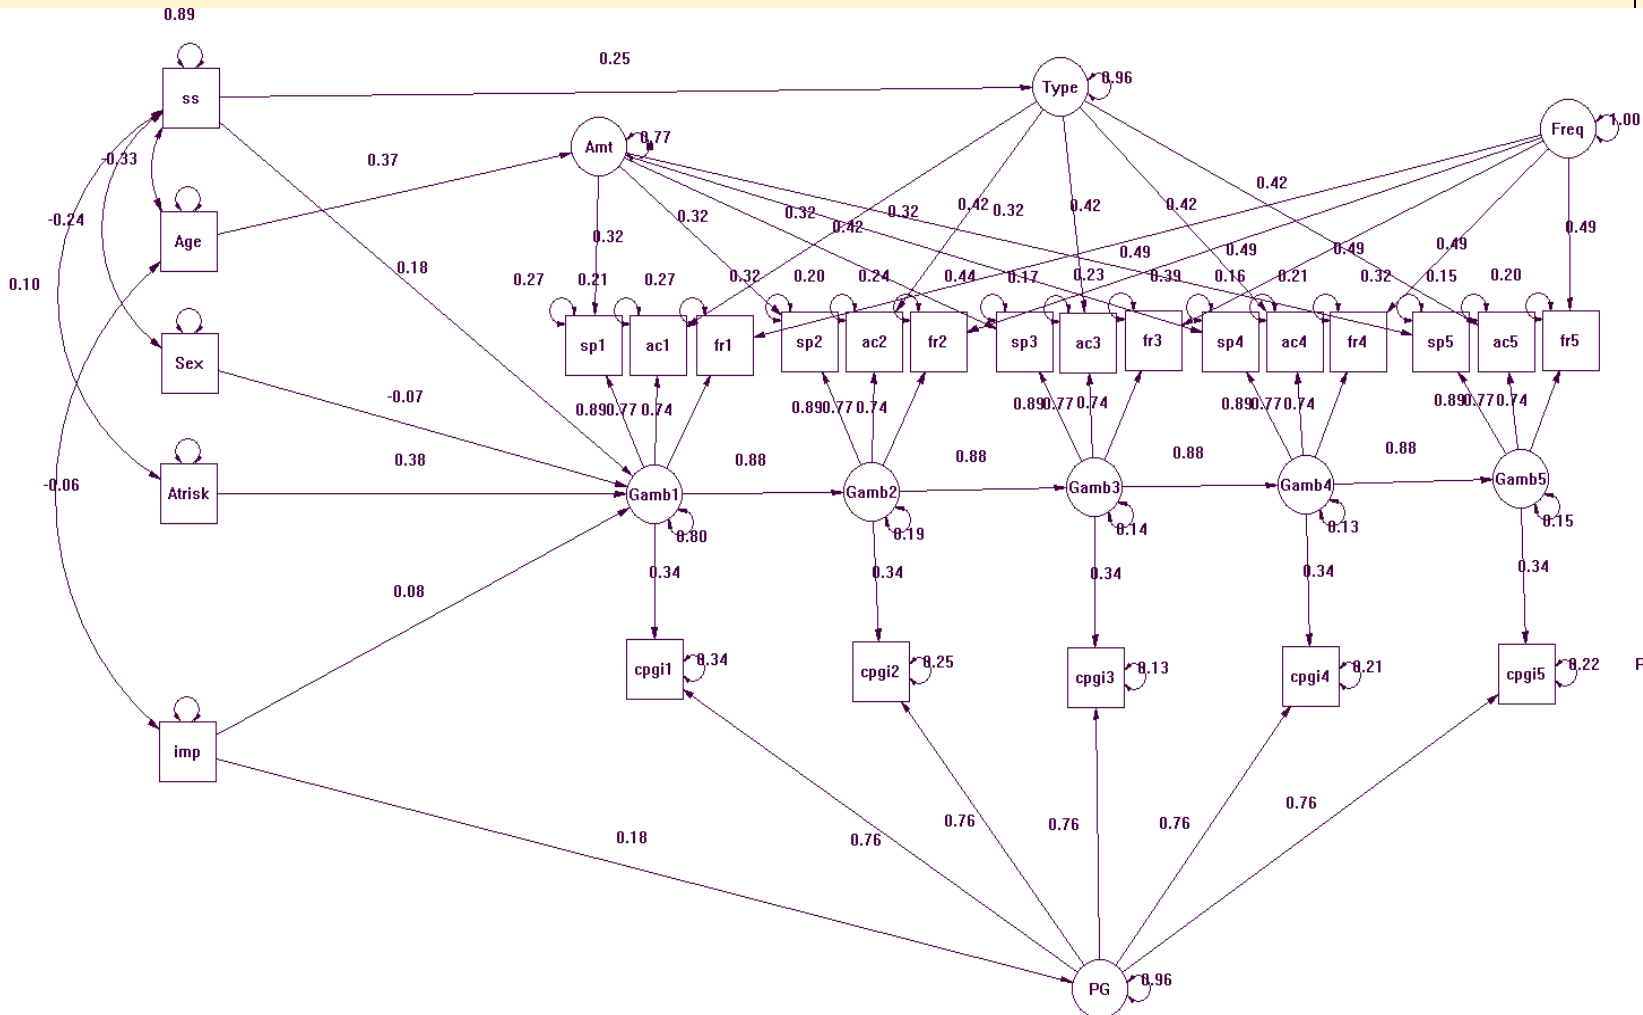 0.89
0.25
ss
Type
0.96
Freq
1.00
Amt
0.77
-0.33
0.37
0.42
-0.24
Age
0.32
0.32
0.32
0.42
0.32
0.42
0.42
0.32
0.42
0.49
0.49
0.49
0.49
0.49
0.18
0.10
0.27
0.21
0.27
0.32
0.20
0.24
0.44
0.17
0.23
0.39
0.16
0.21
0.32
0.15
0.20
Sex
sp1
ac1
fr1
sp2
ac2
fr2
sp3
ac3
fr3
sp4
ac4
fr4
sp5
ac5
fr5
-0.07
0.89
0.77
0.74
0.89
0.77
0.74
0.89
0.77
0.74
0.89
0.77
0.74
0.89
0.77
0.74
0.38
0.88
0.88
0.88
0.88
-0.06
Atrisk
Gamb1
Gamb2
Gamb3
Gamb4
Gamb5
0.80
0.19
0.14
0.13
0.15
0.34
0.34
0.34
0.34
0.34
0.08
cpgi1
0.34
cpgi2
0.25
cpgi3
0.13
cpgi4
0.21
cpgi5
0.22
imp
0.18
0.76
0.76
0.76
0.76
0.76
PG
0.96